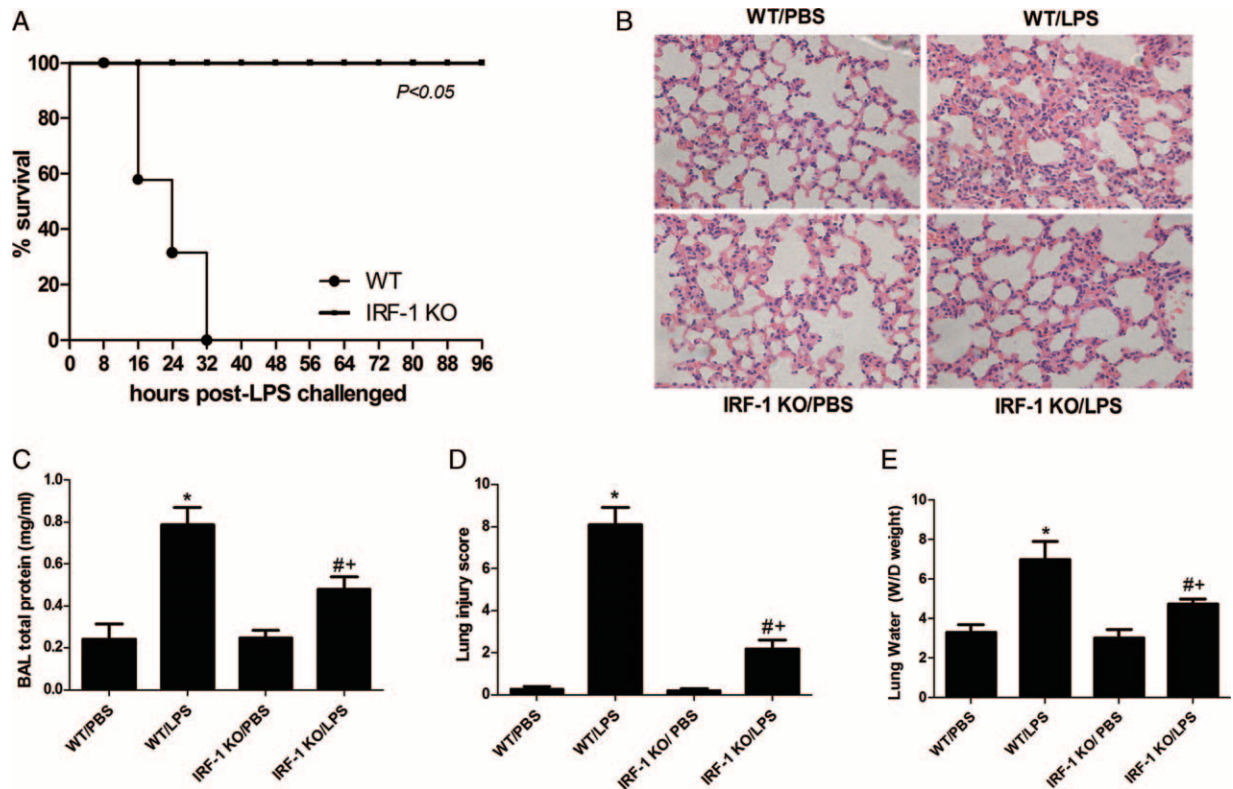 A
% survival
100
80
60
40
20
0
P<0.05
WT
IRF-1 KO
0 8 16 24 32 40 48 56 64 72 80 88 96
hours post-LPS challenged
B
WT/PBS
WT/LPS
IRF-1 KO/PBS
IRF-1 KO/LPS
C
BAL total protein (mg/ml)
1.0
0.8
0.6
0.4
0.2
0.0
*
#+
WT/PBS
WT/LPS
IRF-1 KO/PBS
IRF-1 KO/LPS
D
Lung injury score
10
8
6
4
2
0
*
#+
WT/PBS
WT/LPS
IRF-1 KO/ PBS
IRF-1 KO/LPS
E
Lung Water (W/D weight)
10
8
6
4
2
0
*
#+
WT/PBS
WT/LPS
IRF-1 KO/ PBS
IRF-1 KO/LPS